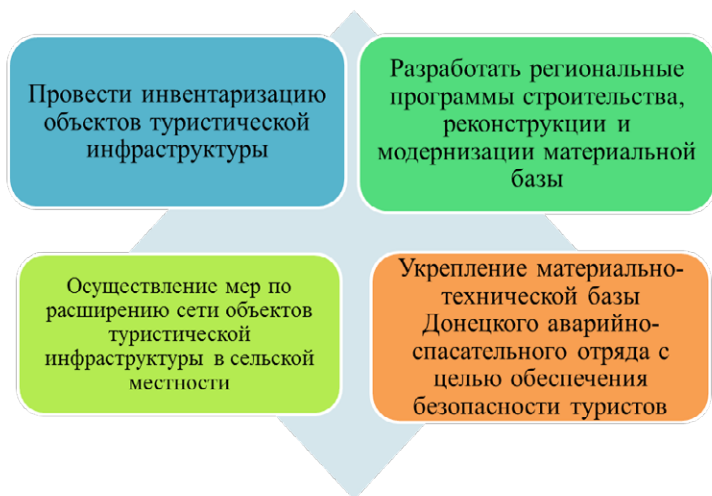 Провести инвентаризацию
объектов туристической
инфраструктуры
Разработать региональные
программы строительства,
реконструкции и
модернизации материальной
базы
Осуществление мер по
расширению сети объектов
туристической
инфраструктуры в сельской
местности
Укрепление материально-
технической базы
Донецкого аварийно-
спасательного отряда с
целью обеспечения
безопасности туристов